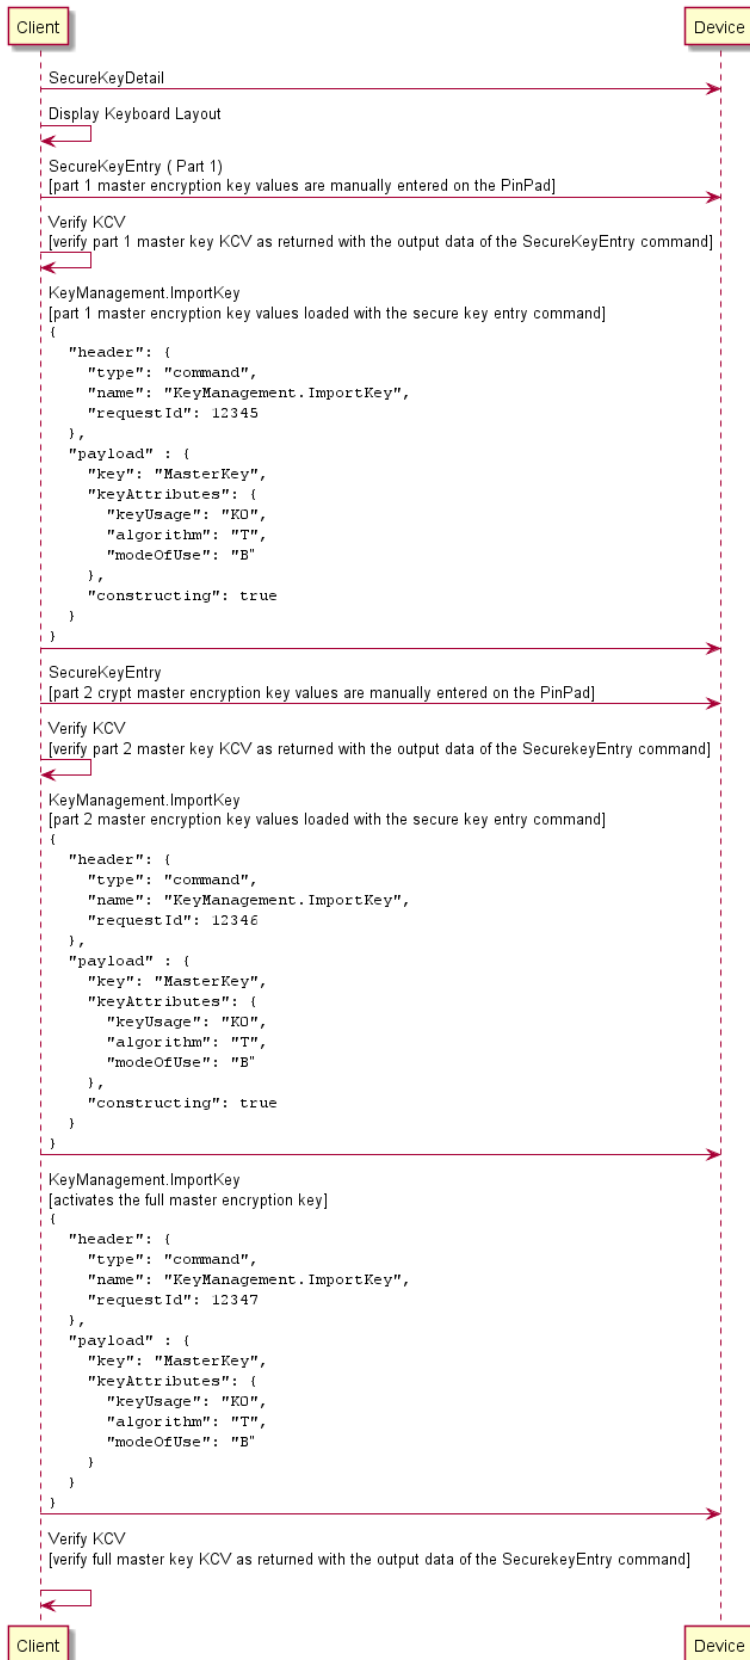 Client Device
SecureKeyDetail
Display Keyboard Layout
SecureKeyEntry ( Part 1)
[part 1 master encryption key values are manually entered on the PinPad]
Verify KCV
[verify part 1 master key KCV as returned with the output data of the SecureKeyEntry command]
KeyManagement.ImportKey
[part 1 master encryption key values loaded with the secure key entry command]
{
"header": {
"type": "command",
"name": "KeyManagement.ImportKey",
"requestId": 12345
},
"payload" : {
"key": "MasterKey",
"keyAttributes": {
"keyUsage": "K0",
"algorithm": "T",
"modeOfUse": "B"
},
"constructing": true
}
}
SecureKeyEntry
[part 2 crypt master encryption key values are manually entered on the PinPad]
Verify KCV
[verify part 2 master key KCV as returned with the output data of the SecurekeyEntry command]
KeyManagement.ImportKey
[part 2 master encryption key values loaded with the secure key entry command]
{
"header": {
"type": "command",
"name": "KeyManagement.ImportKey",
"requestId": 12346
},
"payload" : {
"key": "MasterKey",
"keyAttributes": {
"keyUsage": "K0",
"algorithm": "T",
"modeOfUse": "B"
},
"constructing": true
}
}
KeyManagement.ImportKey
[activates the full master encryption key]
{
"header": {
"type": "command",
"name": "KeyManagement.ImportKey",
"requestId": 12347
},
"payload" : {
"key": "MasterKey",
"keyAttributes": {
"keyUsage": "K0",
"algorithm": "T",
"modeOfUse": "B"
}
}
}
Verify KCV
[verify full master key KCV as returned with the output data of the SecurekeyEntry command]
Client Device